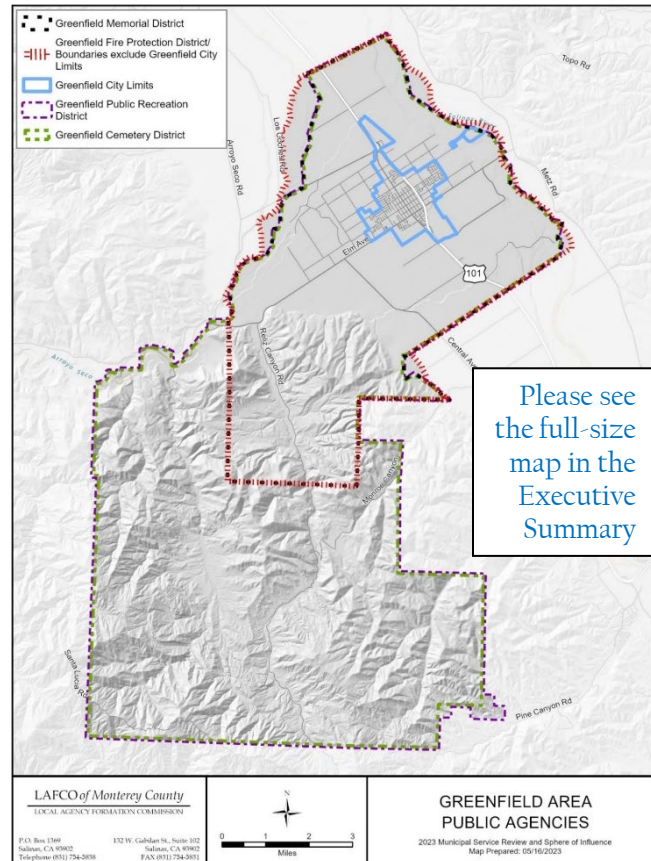 Greenfield Memorial District
Greenfield Fire Protection District/
Boundaries exclude Greenfield City
Limits
Greenfield City Limits
Greenfield Public Recreation
District
Greenfield Cemetery District
Topo Rd
Arroyo Seco Rd
Metz Rd
Elm Ave
101
Reliz Canyon Rd
Central Ave
Arroyo Seco
Monroe Canyon
Please see
the full-size
map in the
Executive
Summary
Santa Lucia Rd
Pine Canyon Rd
LAFCO of Monterey County
LOCAL AGENCY FORMATION COMMISSION
P.O. Box 1369
Salinas, CA 93902
Telephone (831) 754-5838
132 W. Gabilan St., Suite 102
Salinas, CA 93902
FAX (831) 754-5831
N
0 1 2 3
Miles
GREENFIELD AREA
PUBLIC AGENCIES
2023 Municipal Service Review and Sphere of Influence
Map Prepared: 05/16/2023